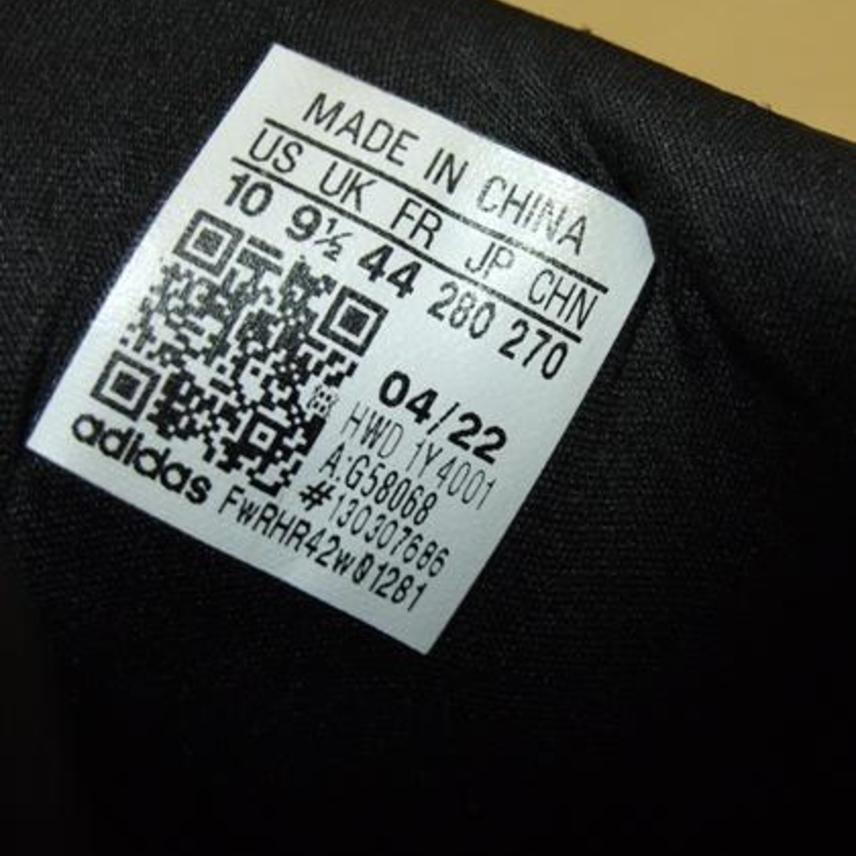 MADE IN CHINA
US UK FR JP CHN
10 9½ 44 280 270
04/22
HWD 1Y4001
A:G58068
#130307686
adidas FwRHR42w01281